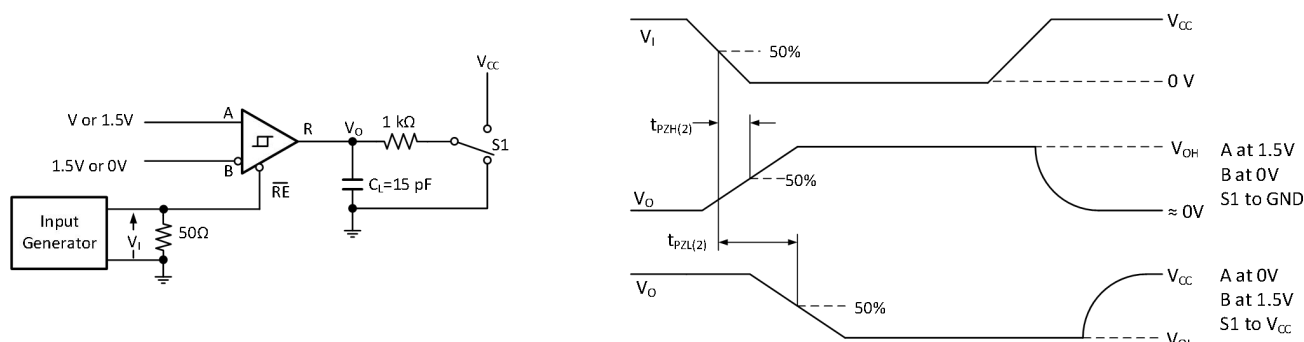 V_CC
V or 1.5V
A
R
V_O
1 kΩ
S1
1.5V or 0V
B
RE
C_L=15 pF
Input
Generator
V_I
50Ω
V_I
V_CC
50%
0 V
t_PZH(2)
V_OH
A at 1.5V
B at 0V
S1 to GND
50%
V_O
≈ 0V
t_PZL(2)
V_O
V_CC
A at 0V
B at 1.5V
S1 to V_CC
50%
V_OL